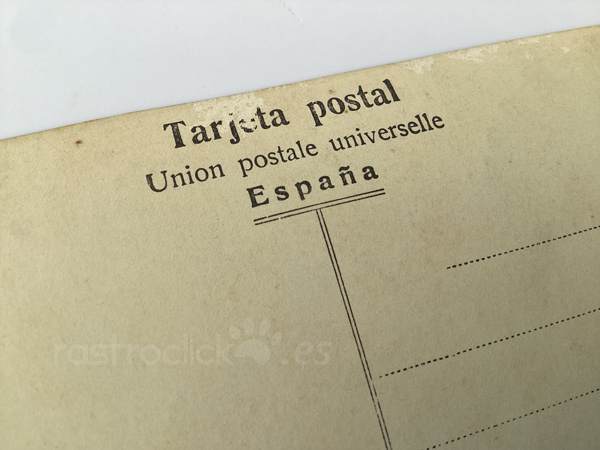 Tarjeta postal
Union postale universelle
España
rastroclick.es